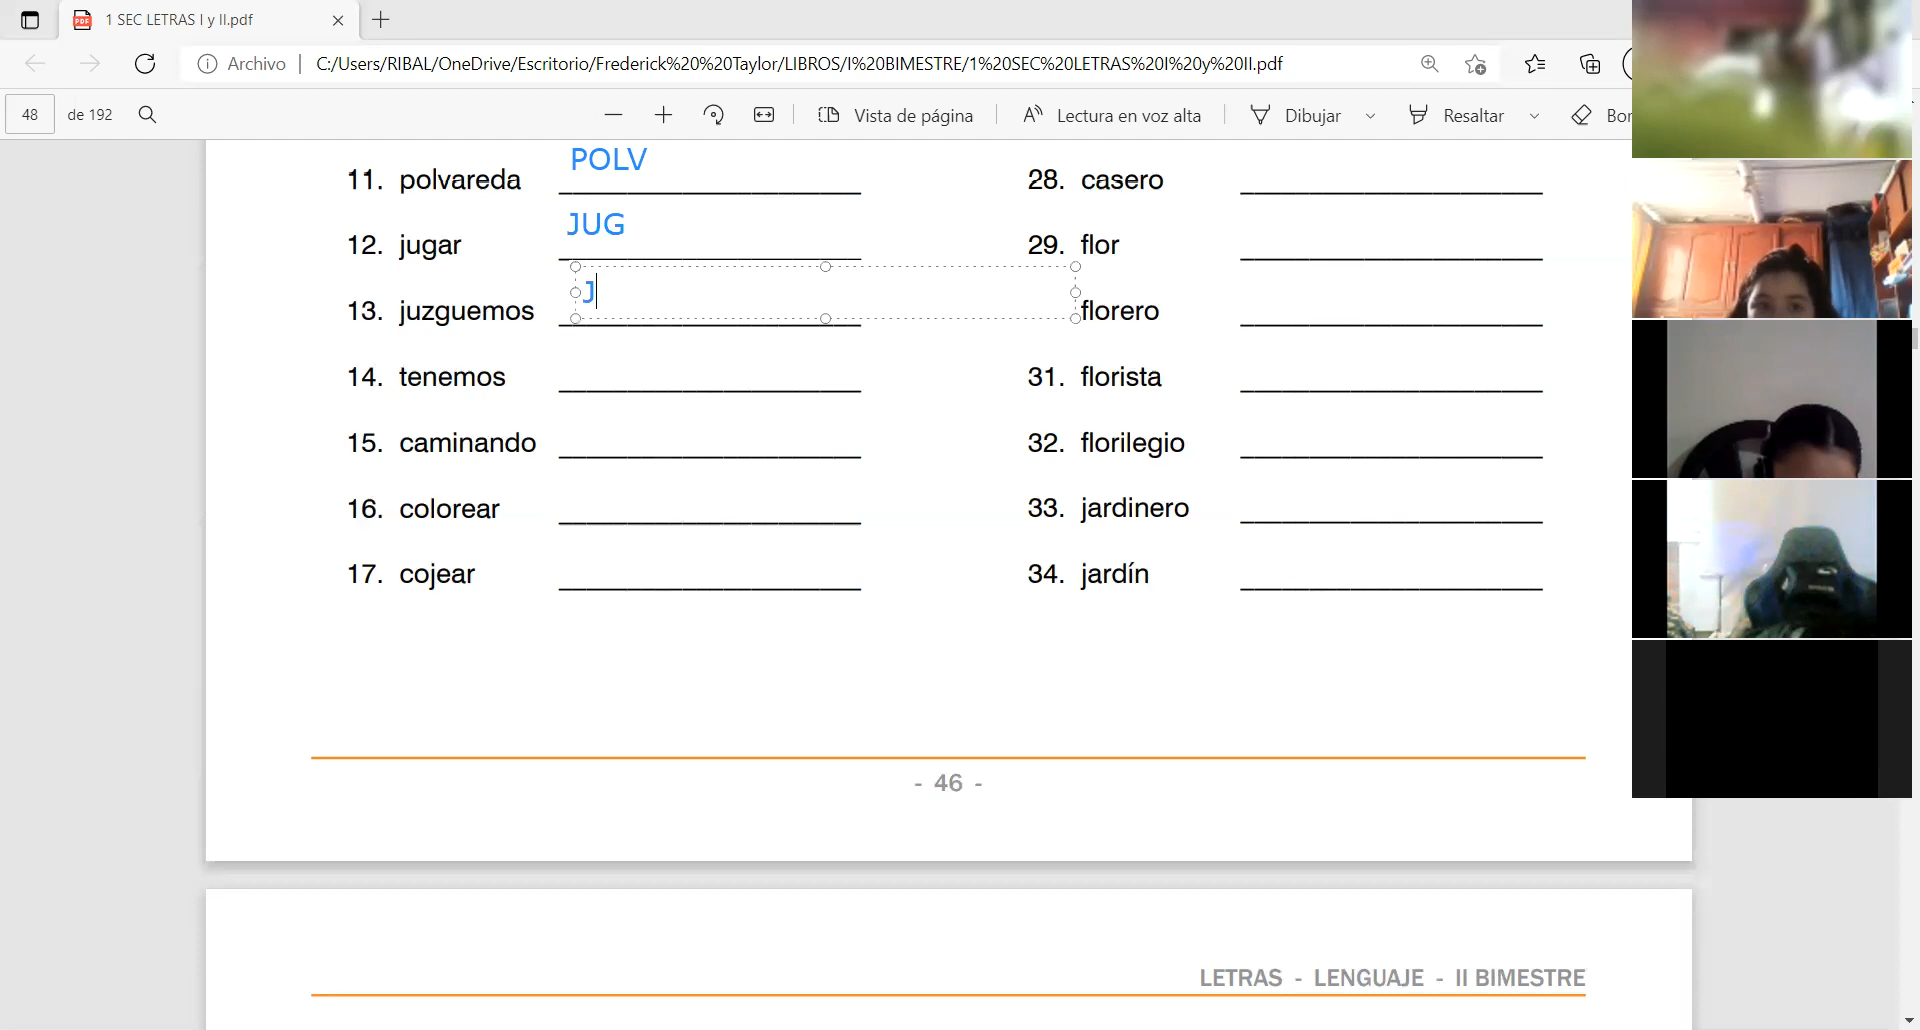 1 SEC LETRAS I y II.pdf
Archivo | C:/Users/RIBAL/OneDrive/Escritorio/Frederick%20%20Taylor/LIBROS/I%20BIMESTRE/1%20SEC%20LETRAS%20I%20y%20II.pdf
48 de 192 Vista de página Lectura en voz alta Dibujar Resaltar Bor
POLV
11. polvareda
JUG
12. jugar
J
13. juzguemos
14. tenemos
15. caminando
16. colorear
17. cojear
28. casero
29. flor
florero
31. florista
32. florilegio
33. jardinero
34. jardín
- 46 -
LETRAS - LENGUAJE - II BIMESTRE